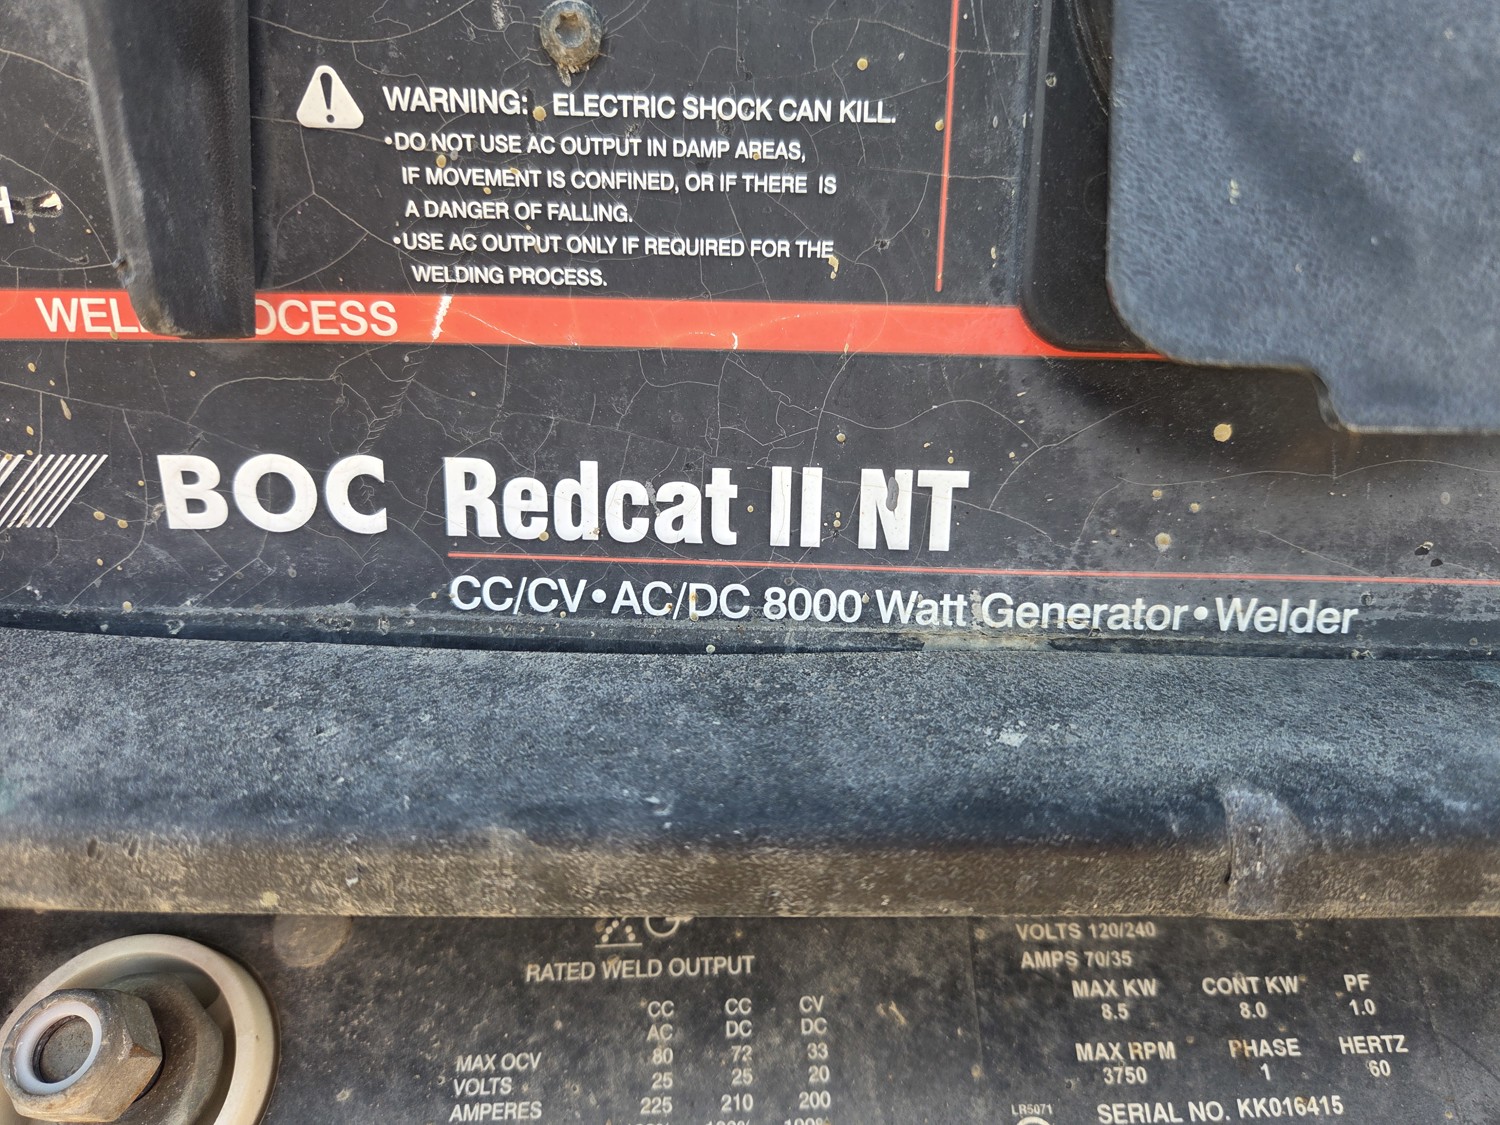 WARNING: ELECTRIC SHOCK CAN KILL.
•DO NOT USE AC OUTPUT IN DAMP AREAS,
IF MOVEMENT IS CONFINED, OR IF THERE IS
A DANGER OF FALLING.
•USE AC OUTPUT ONLY IF REQUIRED FOR THE
WELDING PROCESS.
BOC Redcat II NT
CC/CV•AC/DC 8000 Watt Generator•Welder
RATED WELD OUTPUT
CC CC CV
AC DC DC
MAX OCV 80 72 33
VOLTS 25 25 20
AMPERES 225 210 200
VOLTS 120/240
AMPS 70/35
MAX KW CONT KW PF
8.5 8.0 1.0
MAX RPM PHASE HERTZ
3750 1 60
LR5071
SERIAL NO. KK016415